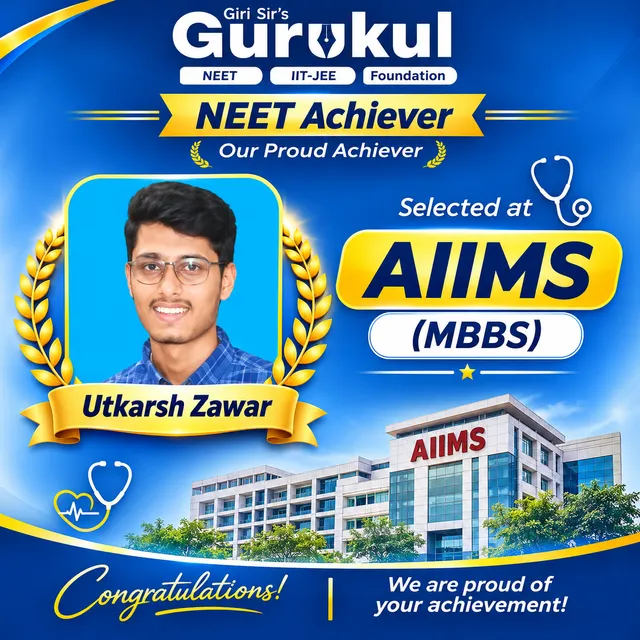 Giri Sir's
Gurukul
NEET IIT-JEE Foundation
NEET Achiever
Our Proud Achiever
Selected at
AIIMS
(MBBS)
Utkarsh Zawar
AIIMS
Congratulations!
We are proud of
your achievement!